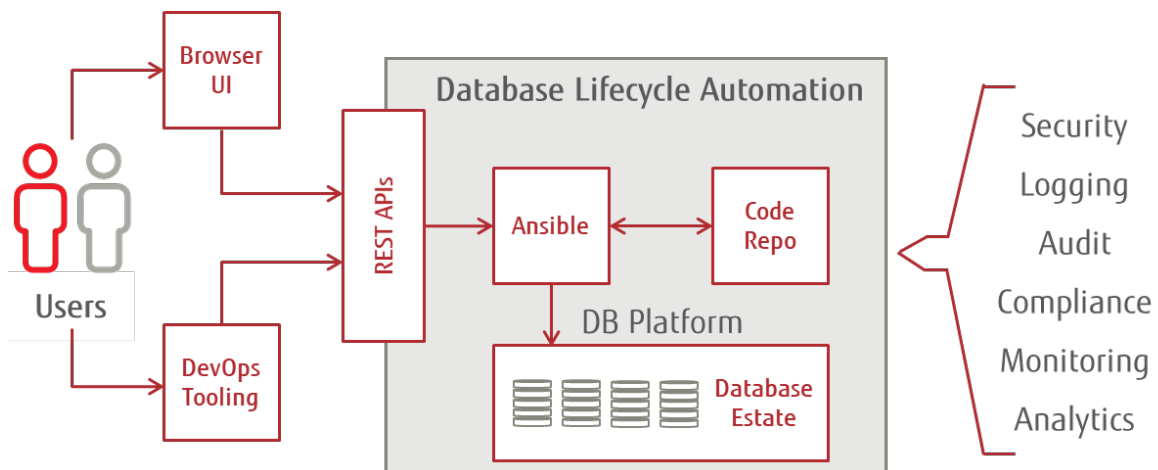 Browser
UI
Database Lifecycle Automation
Security
Logging
Audit
Compliance
Monitoring
Analytics
REST APIs
Ansible
Code
Repo
Users
DB Platform
DevOps
Tooling
Database
Estate